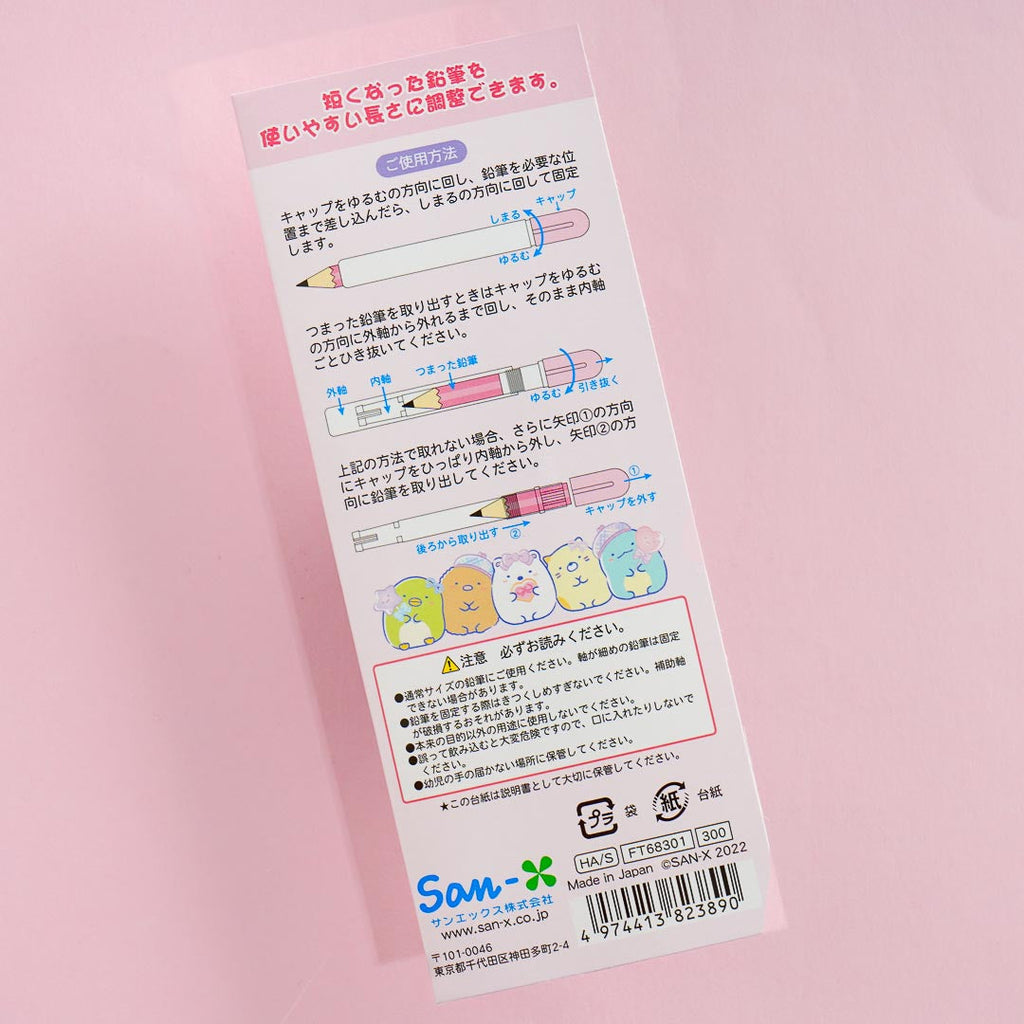 短くなった鉛筆を
使いやすい長さに調整できます。
ご使用方法
キャップをゆるむの方向に回し、鉛筆を必要な位
置まで差し込んだら、しまるの方向に回して固定
します。
キャップ
しまる
ゆるむ
つまった鉛筆を取り出すときはキャップをゆるむ
の方向に外軸から外れるまで回し、そのまま内軸
ごとひき抜いてください。
外軸
内軸
つまった鉛筆
ゆるむ
引き抜く
上記の方法で取れない場合、さらに矢印①の方向
にキャップをひっぱり内軸から外し、矢印②の方
向に鉛筆を取り出してください。
①
キャップを外す
後ろから取り出す
②
注意 必ずお読みください。
●通常サイズの鉛筆にご使用ください。軸が細めの鉛筆は固定
できない場合があります。
●鉛筆を固定する際はきつくしめすぎないでください。補助軸
が破損するおそれがあります。
●本来の目的以外の用途に使用しないでください。
●誤って飲み込むと大変危険ですので、口に入れたりしないで
ください。
●幼児の手の届かない場所に保管してください。
★この台紙は説明書として大切に保管してください。
プラ 袋 紙 台紙
HA/S FT68301 300
Made in Japan ©SAN-X 2022
San-X
サンエックス株式会社
www.san-x.co.jp
〒101-0046
東京都千代田区神田多町2-4
4 974413 823890